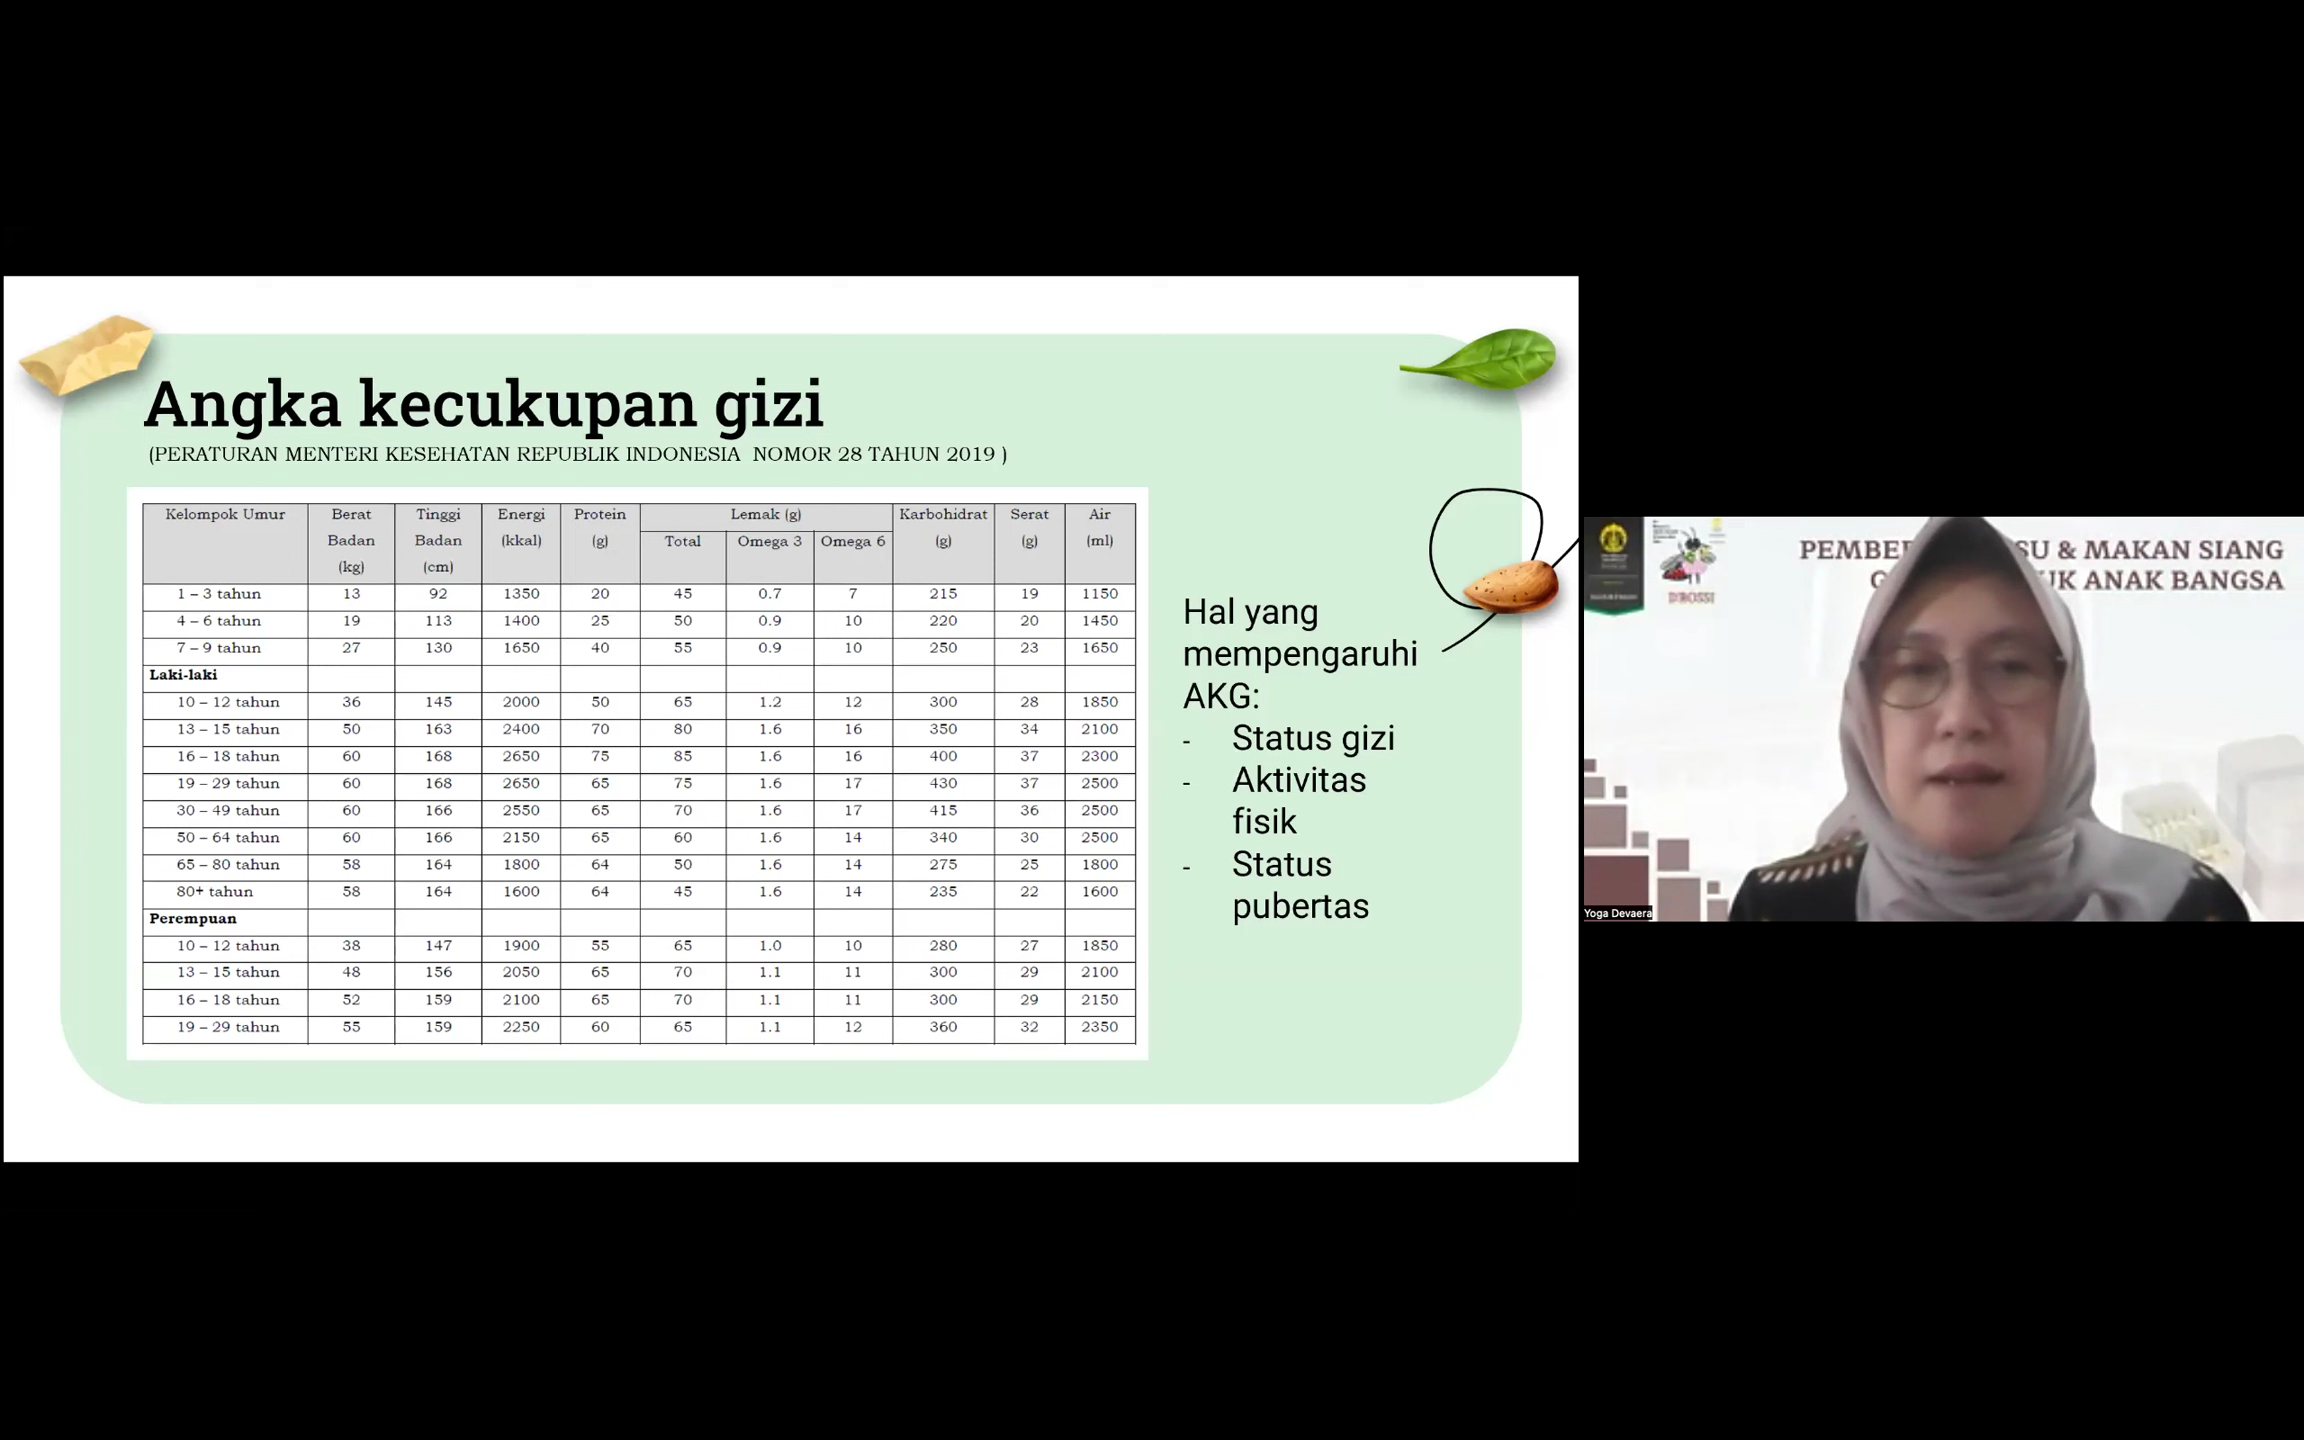 Angka kecukupan gizi
(PERATURAN MENTERI KESEHATAN REPUBLIK INDONESIA NOMOR 28 TAHUN 2019 )
Kelompok Umur Berat Badan (kg) Tinggi Badan (cm) Energi (kkal) Protein (g) Lemak (g) Total Omega 3 Omega 6 Karbohidrat (g) Serat (g) Air (ml)
1 – 3 tahun 13 92 1350 20 45 0.7 7 215 19 1150
4 – 6 tahun 19 113 1400 25 50 0.9 10 220 20 1450
7 – 9 tahun 27 130 1650 40 55 0.9 10 250 23 1650
Laki-laki
10 – 12 tahun 36 145 2000 50 65 1.2 12 300 28 1850
13 – 15 tahun 50 163 2400 70 80 1.6 16 350 34 2100
16 – 18 tahun 60 168 2650 75 85 1.6 16 400 37 2300
19 – 29 tahun 60 168 2650 65 75 1.6 17 430 37 2500
30 – 49 tahun 60 166 2550 65 70 1.6 17 415 36 2500
50 – 64 tahun 60 166 2150 65 60 1.6 14 340 30 2500
65 – 80 tahun 58 164 1800 64 50 1.6 14 275 25 1800
80+ tahun 58 164 1600 64 45 1.6 14 235 22 1600
Perempuan
10 – 12 tahun 38 147 1900 55 65 1.0 10 280 27 1850
13 – 15 tahun 48 156 2050 65 70 1.1 11 300 29 2100
16 – 18 tahun 52 159 2100 65 70 1.1 11 300 29 2150
19 – 29 tahun 55 159 2250 60 65 1.1 12 360 32 2350
Hal yang
mempengaruhi
AKG:
- Status gizi
- Aktivitas
fisik
- Status
pubertas
D'ROSSI
& MAKAN SIANG
ANAK BANGSA
Yoga Devaera